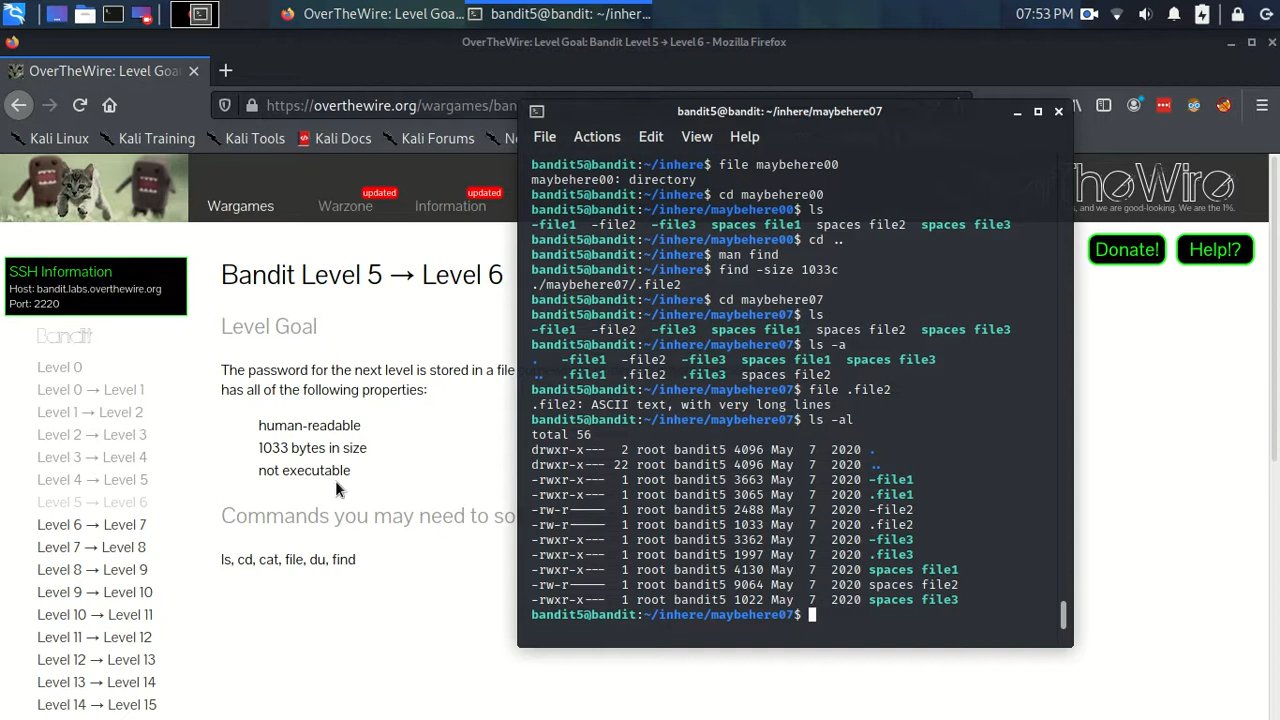 OverTheWire: Level Goa...
bandit5@bandit: ~/inher...
07:53 PM
OverTheWire: Level Goal: Bandit Level 5 → Level 6 - Mozilla Firefox
OverTheWire: Level Goa
https://overthewire.org/wargames/ban
Kali Linux
Kali Training
Kali Tools
Kali Docs
Kali Forums
Ne
Wargames
updated
Warzone
updated
Information
TheWire
, and we are good-looking. We are the 1%.
Donate!
Help!?
SSH Information
Host: bandit.labs.overthewire.org
Port: 2220
Bandit
Level 0
Level 0 → Level 1
Level 1 → Level 2
Level 2 → Level 3
Level 3 → Level 4
Level 4 → Level 5
Level 5 → Level 6
Level 6 → Level 7
Level 7 → Level 8
Level 8 → Level 9
Level 9 → Level 10
Level 10 → Level 11
Level 11 → Level 12
Level 12 → Level 13
Level 13 → Level 14
Level 14 → Level 15
Bandit Level 5 → Level 6
Level Goal
The password for the next level is stored in a file
has all of the following properties:
human-readable
1033 bytes in size
not executable
Commands you may need to so
ls, cd, cat, file, du, find
bandit5@bandit: ~/inhere/maybehere07
File Actions Edit View Help
bandit5@bandit:~/inhere$ file maybehere00
maybehere00: directory
bandit5@bandit:~/inhere$ cd maybehere00
bandit5@bandit:~/inhere/maybehere00$ ls
-file1 -file2 -file3 spaces file1 spaces file2 spaces file3
bandit5@bandit:~/inhere/maybehere00$ cd ..
bandit5@bandit:~/inhere$ man find
bandit5@bandit:~/inhere$ find -size 1033c
./maybehere07/.file2
bandit5@bandit:~/inhere$ cd maybehere07
bandit5@bandit:~/inhere/maybehere07$ ls
-file1 -file2 -file3 spaces file1 spaces file2 spaces file3
bandit5@bandit:~/inhere/maybehere07$ ls -a
. -file1 -file2 -file3 spaces file1 spaces file3
.. .file1 .file2 .file3 spaces file2
bandit5@bandit:~/inhere/maybehere07$ file .file2
.file2: ASCII text, with very long lines
bandit5@bandit:~/inhere/maybehere07$ ls -al
total 56
drwxr-x--- 2 root bandit5 4096 May 7 2020 .
drwxr-x--- 22 root bandit5 4096 May 7 2020 ..
-rwxr-x--- 1 root bandit5 3663 May 7 2020 -file1
-rwxr-x--- 1 root bandit5 3065 May 7 2020 .file1
-rw-r----- 1 root bandit5 2488 May 7 2020 -file2
-rw-r----- 1 root bandit5 1033 May 7 2020 .file2
-rwxr-x--- 1 root bandit5 3362 May 7 2020 -file3
-rwxr-x--- 1 root bandit5 1997 May 7 2020 .file3
-rwxr-x--- 1 root bandit5 4130 May 7 2020 spaces file1
-rw-r----- 1 root bandit5 9064 May 7 2020 spaces file2
-rwxr-x--- 1 root bandit5 1022 May 7 2020 spaces file3
bandit5@bandit:~/inhere/maybehere07$